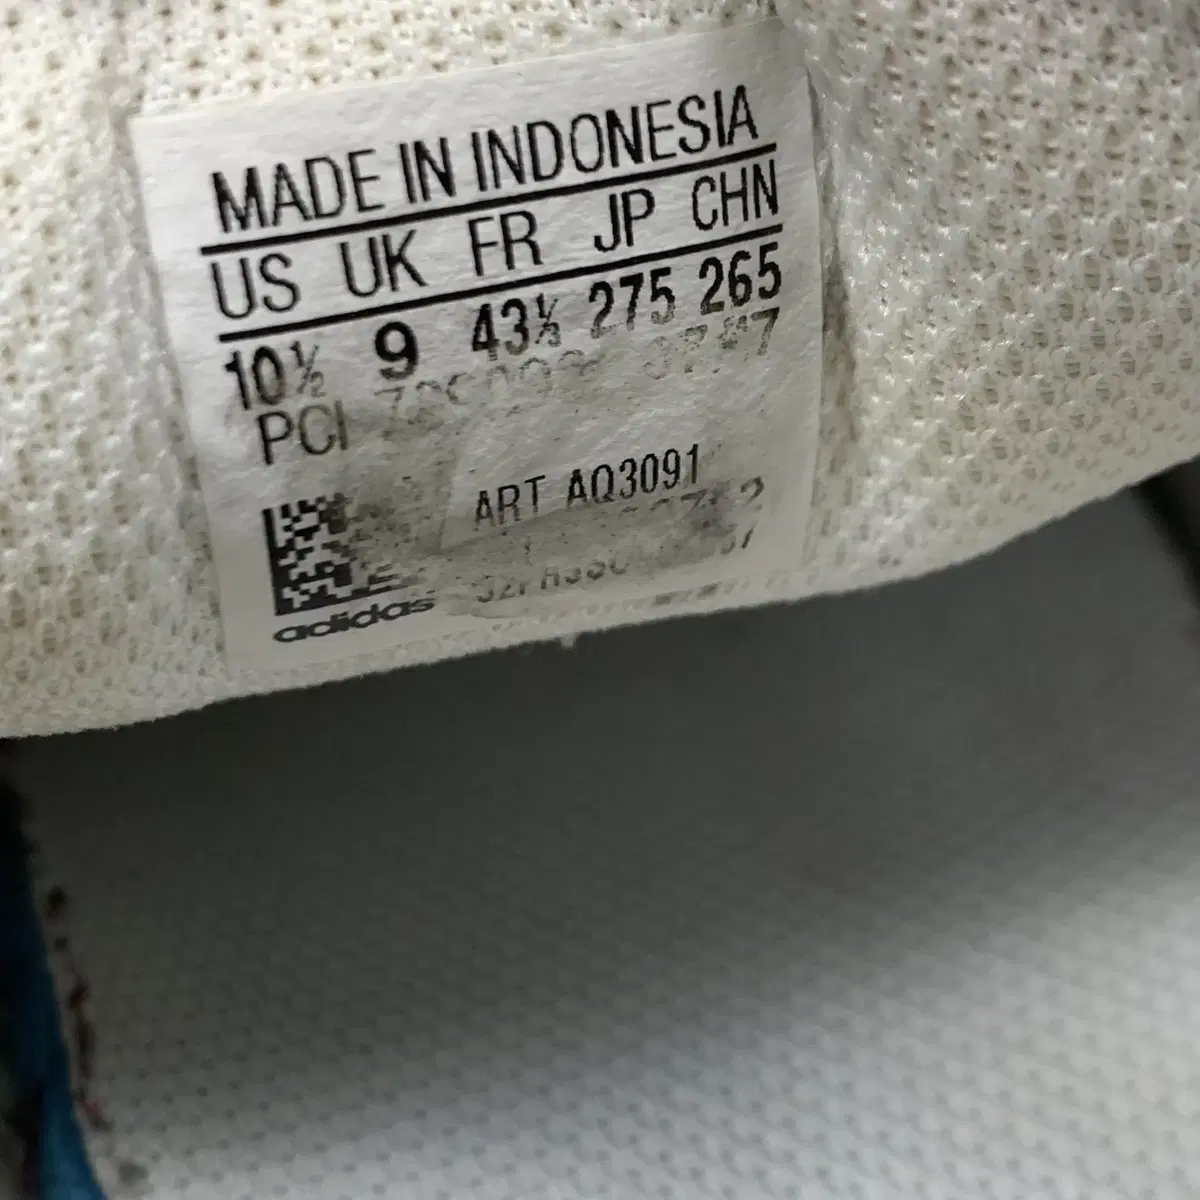 MADE IN INDONESIA
US UK FR JP CHN
10½ 9 43⅓ 275 265
PCI
ART AQ3091
adidas